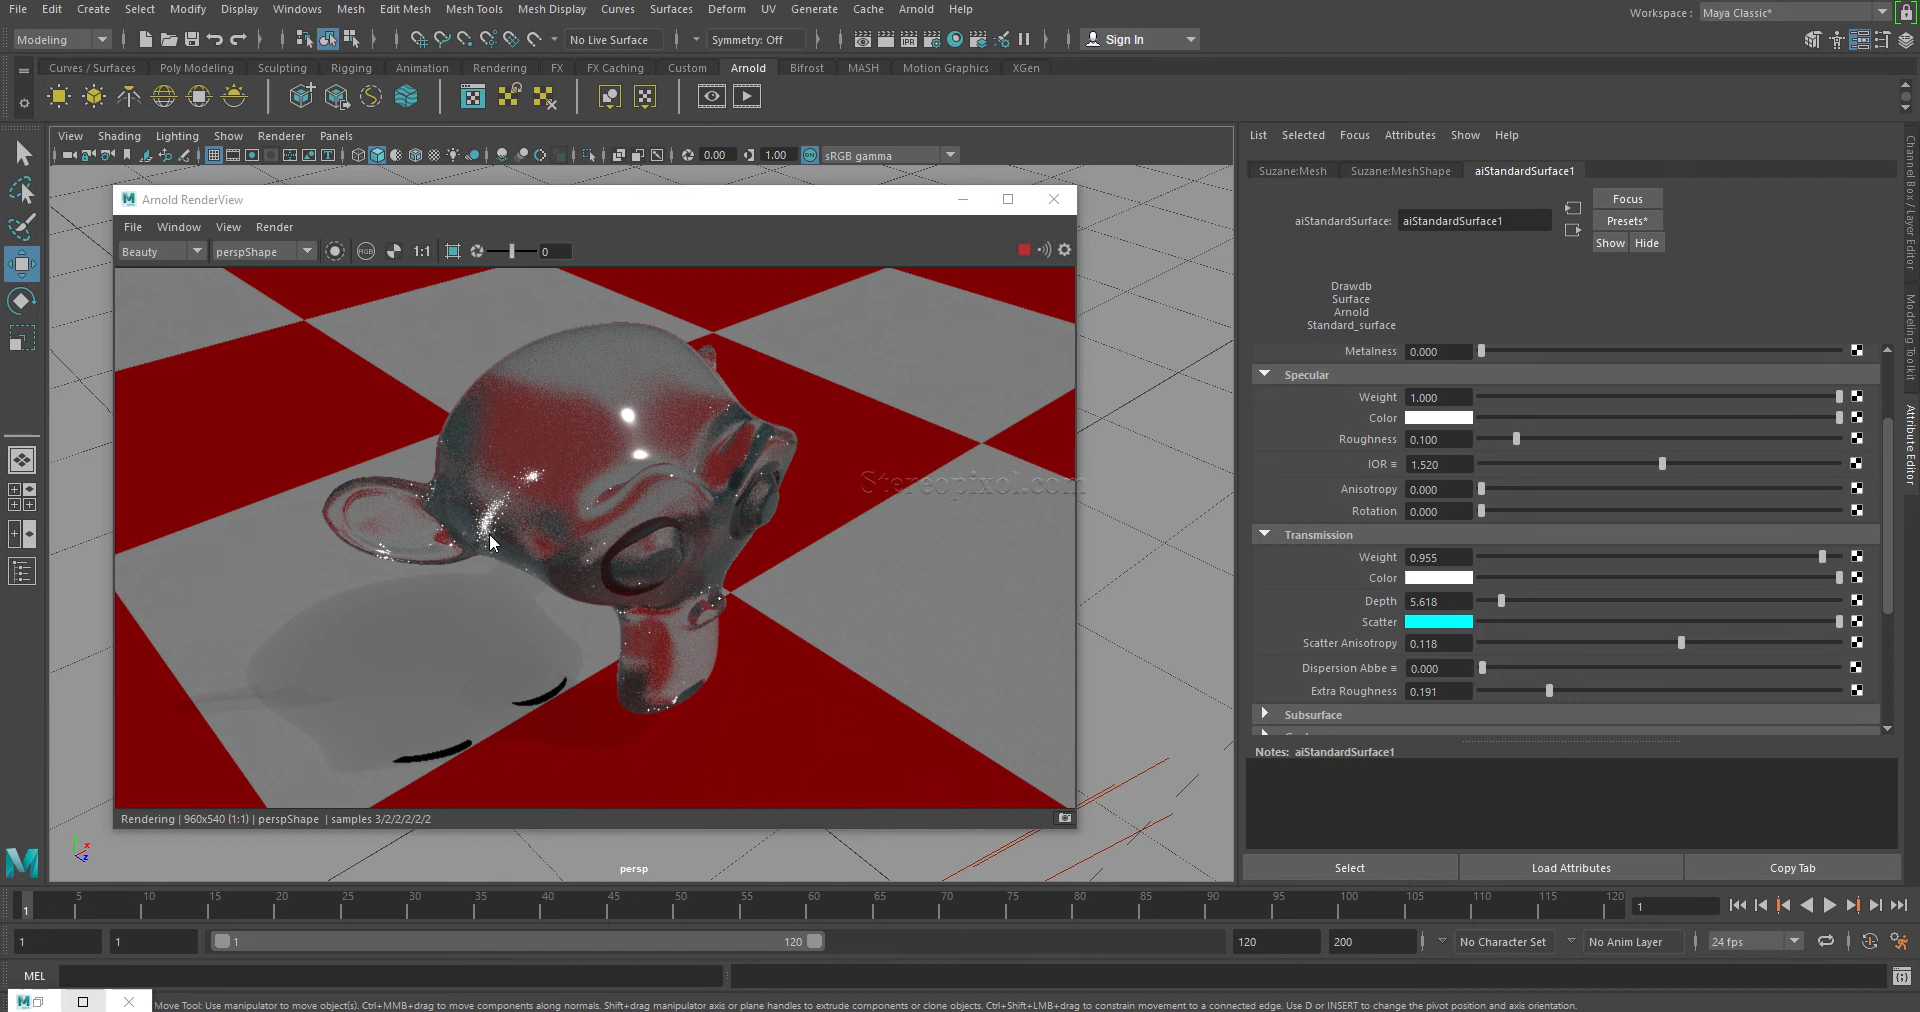 File Edit Create Select Modify Display Windows Mesh Edit Mesh Mesh Tools Mesh Display Curves Surfaces Deform UV Generate Cache Arnold Help
Workspace : Maya Classic*
Modeling
No Live Surface
Symmetry: Off
Sign In
Curves / Surfaces Poly Modeling Sculpting Rigging Animation Rendering FX FX Caching Custom Arnold Bifrost MASH Motion Graphics XGen
View Shading Lighting Show Renderer Panels
0.00 1.00 ON sRGB gamma
Arnold RenderView
File Window View Render
Beauty perspShape RGB 1:1 0
Stereopixol.com
Rendering | 960x540 (1:1) | perspShape | samples 3/2/2/2/2/2
persp
List Selected Focus Attributes Show Help
Suzane:Mesh Suzane:MeshShape aiStandardSurface1
aiStandardSurface: aiStandardSurface1
Focus
Presets*
Show Hide
Drawdb
Surface
Arnold
Standard_surface
Metalness 0.000
Specular
Weight 1.000
Color
Roughness 0.100
IOR 1.520
Anisotropy 0.000
Rotation 0.000
Transmission
Weight 0.955
Color
Depth 5.618
Scatter
Scatter Anisotropy 0.118
Dispersion Abbe 0.000
Extra Roughness 0.191
Subsurface
Notes: aiStandardSurface1
Select Load Attributes Copy Tab
Channel Box / Layer Editor
Modeling Toolkit
Attribute Editor
1 5 10 15 20 25 30 35 40 45 50 55 60 65 70 75 80 85 90 95 100 105 110 115 120
1
1 1 1 120 120 200 No Character Set No Anim Layer 24 fps
MEL
Move Tool: Use manipulator to move object(s). Ctrl+MMB+drag to move components along normals. Shift+drag manipulator axis or plane handles to extrude components or clone objects. Ctrl+Shift+LMB+drag to constrain movement to a connected edge. Use D or INSERT to change the pivot position and axis orientation.